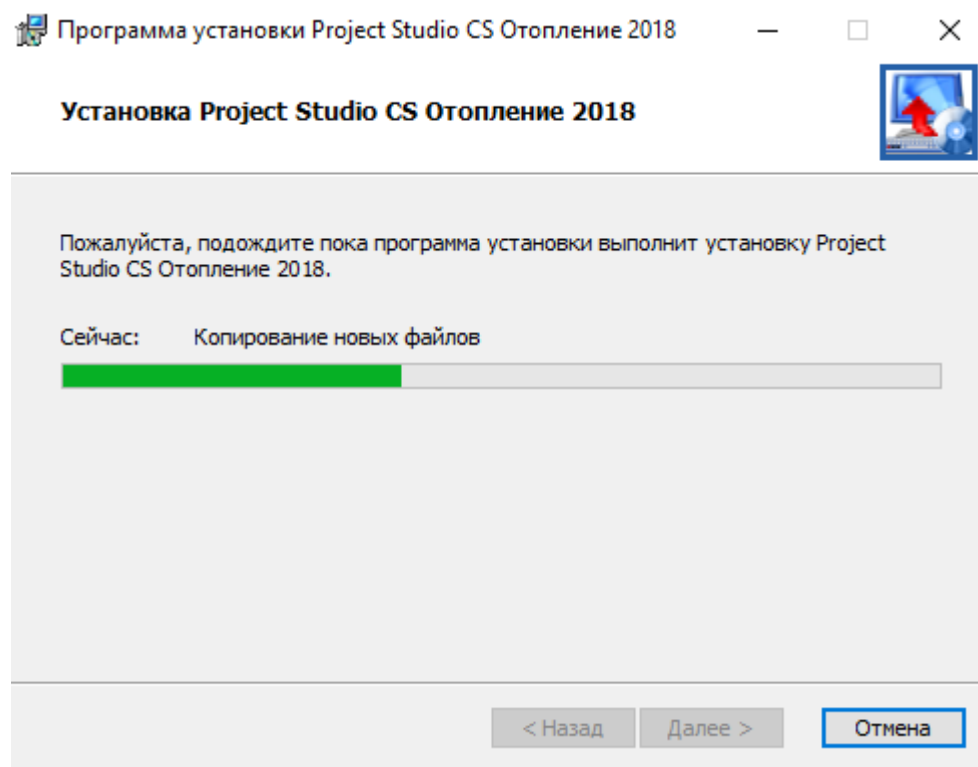 Программа установки Project Studio CS Отопление 2018
Установка Project Studio CS Отопление 2018
Пожалуйста, подождите пока программа установки выполнит установку Project
Studio CS Отопление 2018.
Сейчас: Копирование новых файлов
< Назад Далее > Отмена